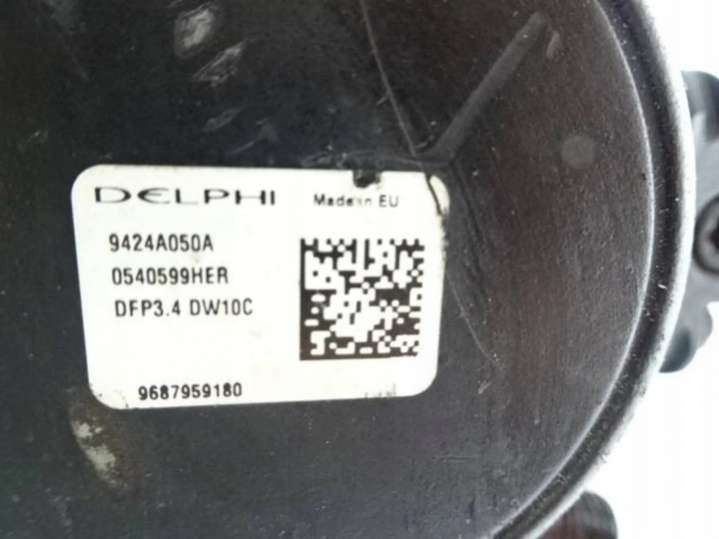 DELPHI Made in EU
9424A050A
0540599HER
DFP3.4 DW10C
9687959180